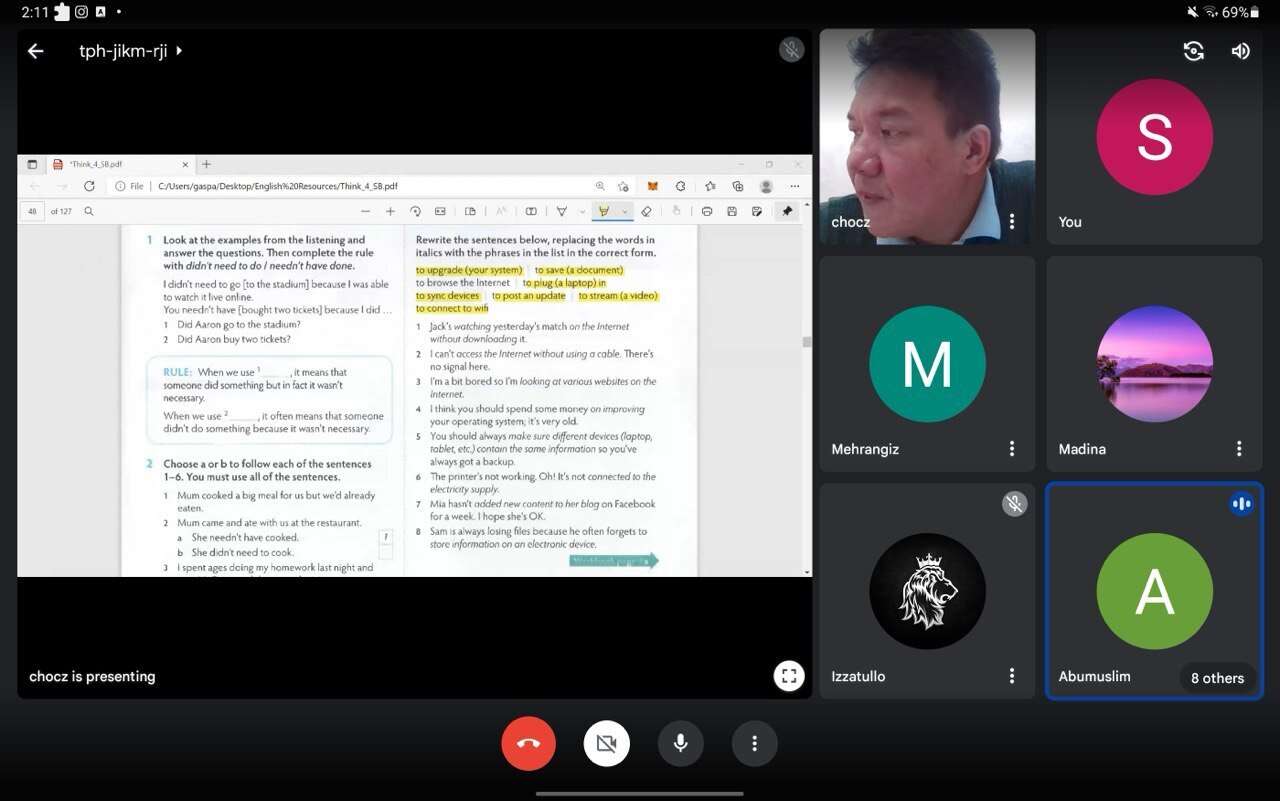 2:11
69%
tph-jikm-rji
*Think_4_SB.pdf
File C:/Users/gaspa/Desktop/English%20Resources/Think_4_SB.pdf
of 127
1 Look at the examples from the listening and
answer the questions. Then complete the rule
with didn't need to do / needn't have done.
I didn't need to go [to the stadium] because I was able
to watch it live online.
You needn't have [bought two tickets] because I did …
1 Did Aaron go to the stadium?
2 Did Aaron buy two tickets?
RULE: When we use 1______, it means that
someone did something but in fact it wasn't
necessary.
When we use 2______, it often means that someone
didn't do something because it wasn't necessary.
2 Choose a or b to follow each of the sentences
1–6. You must use all of the sentences.
1 Mum cooked a big meal for us but we'd already
eaten.
2 Mum came and ate with us at the restaurant.
a She needn't have cooked.
1
b She didn't need to cook.
3 I spent ages doing my homework last night and
Rewrite the sentences below, replacing the words in
italics with the phrases in the list in the correct form.
to upgrade (your system) | to save (a document)
to browse the Internet | to plug (a laptop) in
to sync devices | to post an update | to stream (a video)
to connect to wifi
1 Jack's watching yesterday's match on the Internet
without downloading it.
2 I can't access the Internet without using a cable. There's
no signal here.
3 I'm a bit bored so I'm looking at various websites on the
Internet.
4 I think you should spend some money on improving
your operating system; it's very old.
5 You should always make sure different devices (laptop,
tablet, etc.) contain the same information so you've
always got a backup.
6 The printer's not working. Oh! It's not connected to the
electricity supply.
7 Mia hasn't added new content to her blog on Facebook
for a week. I hope she's OK.
8 Sam is always losing files because he often forgets to
store information on an electronic device.
chocz is presenting
chocz
S
You
M
Mehrangiz
Madina
Izzatullo
A
Abumuslim
8 others